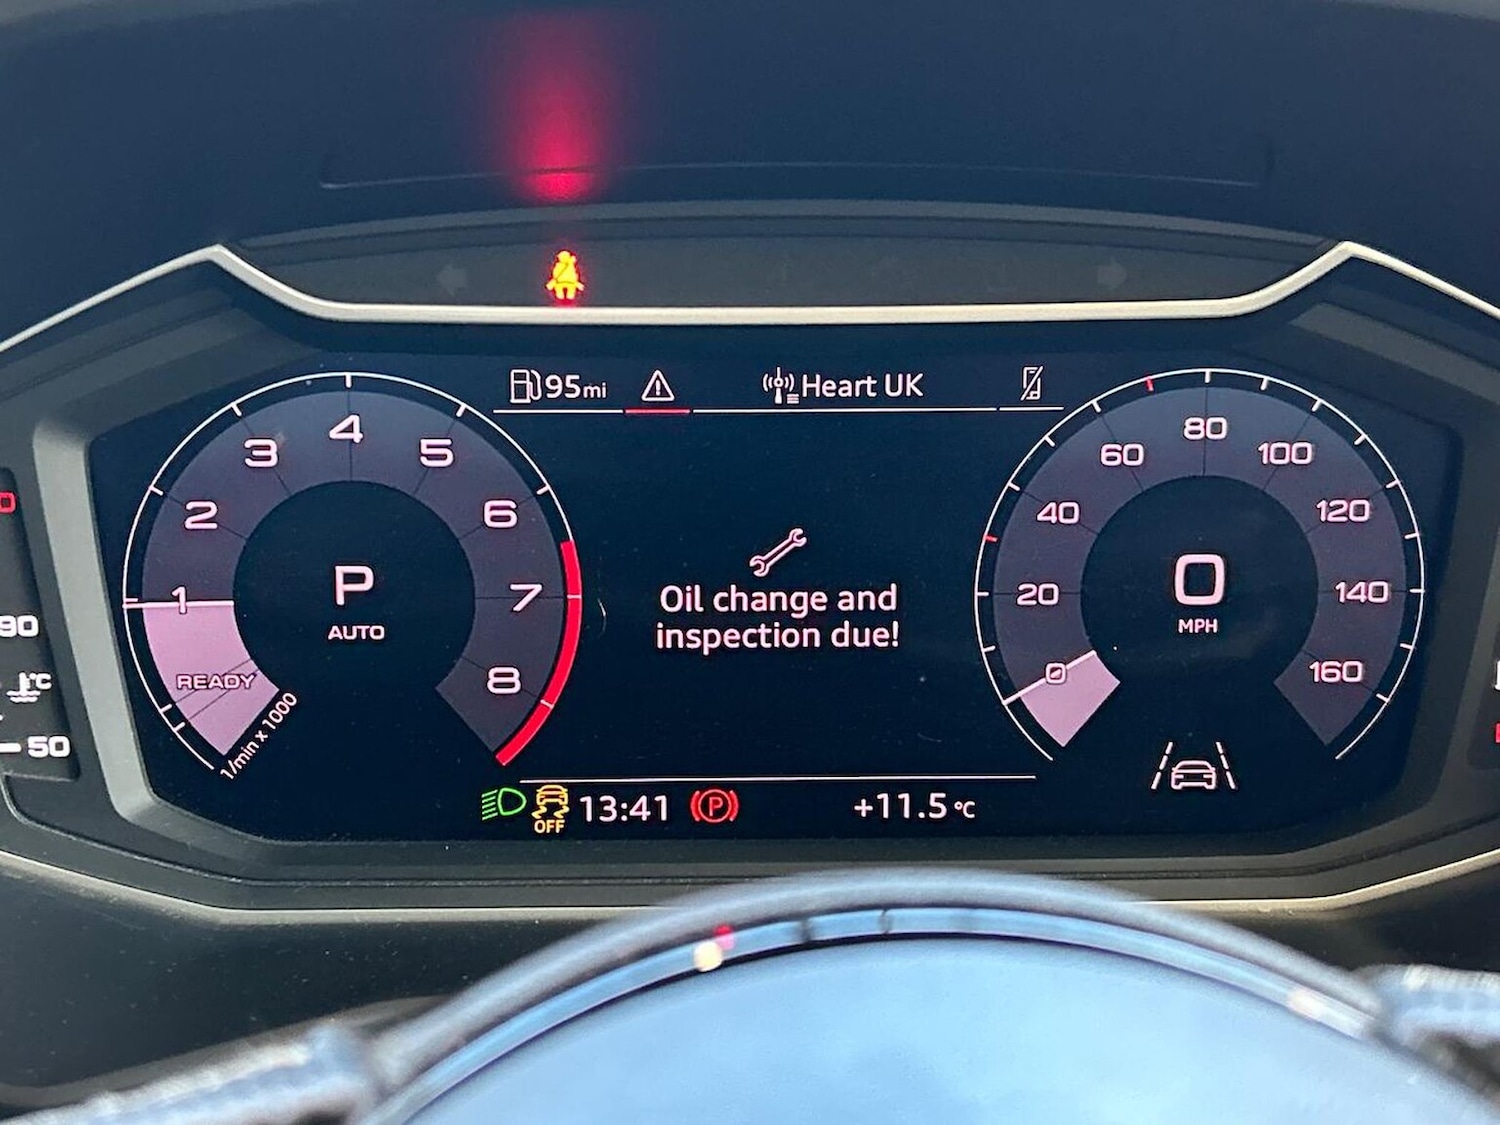 95mi
Heart UK
1
2
3
4
5
6
7
8
READY
1/min x 1000
P
AUTO
Oil change and
inspection due!
0
20
40
60
80
100
120
140
160
0
MPH
90
°C
50
OFF
13:41
P
+11.5 °C